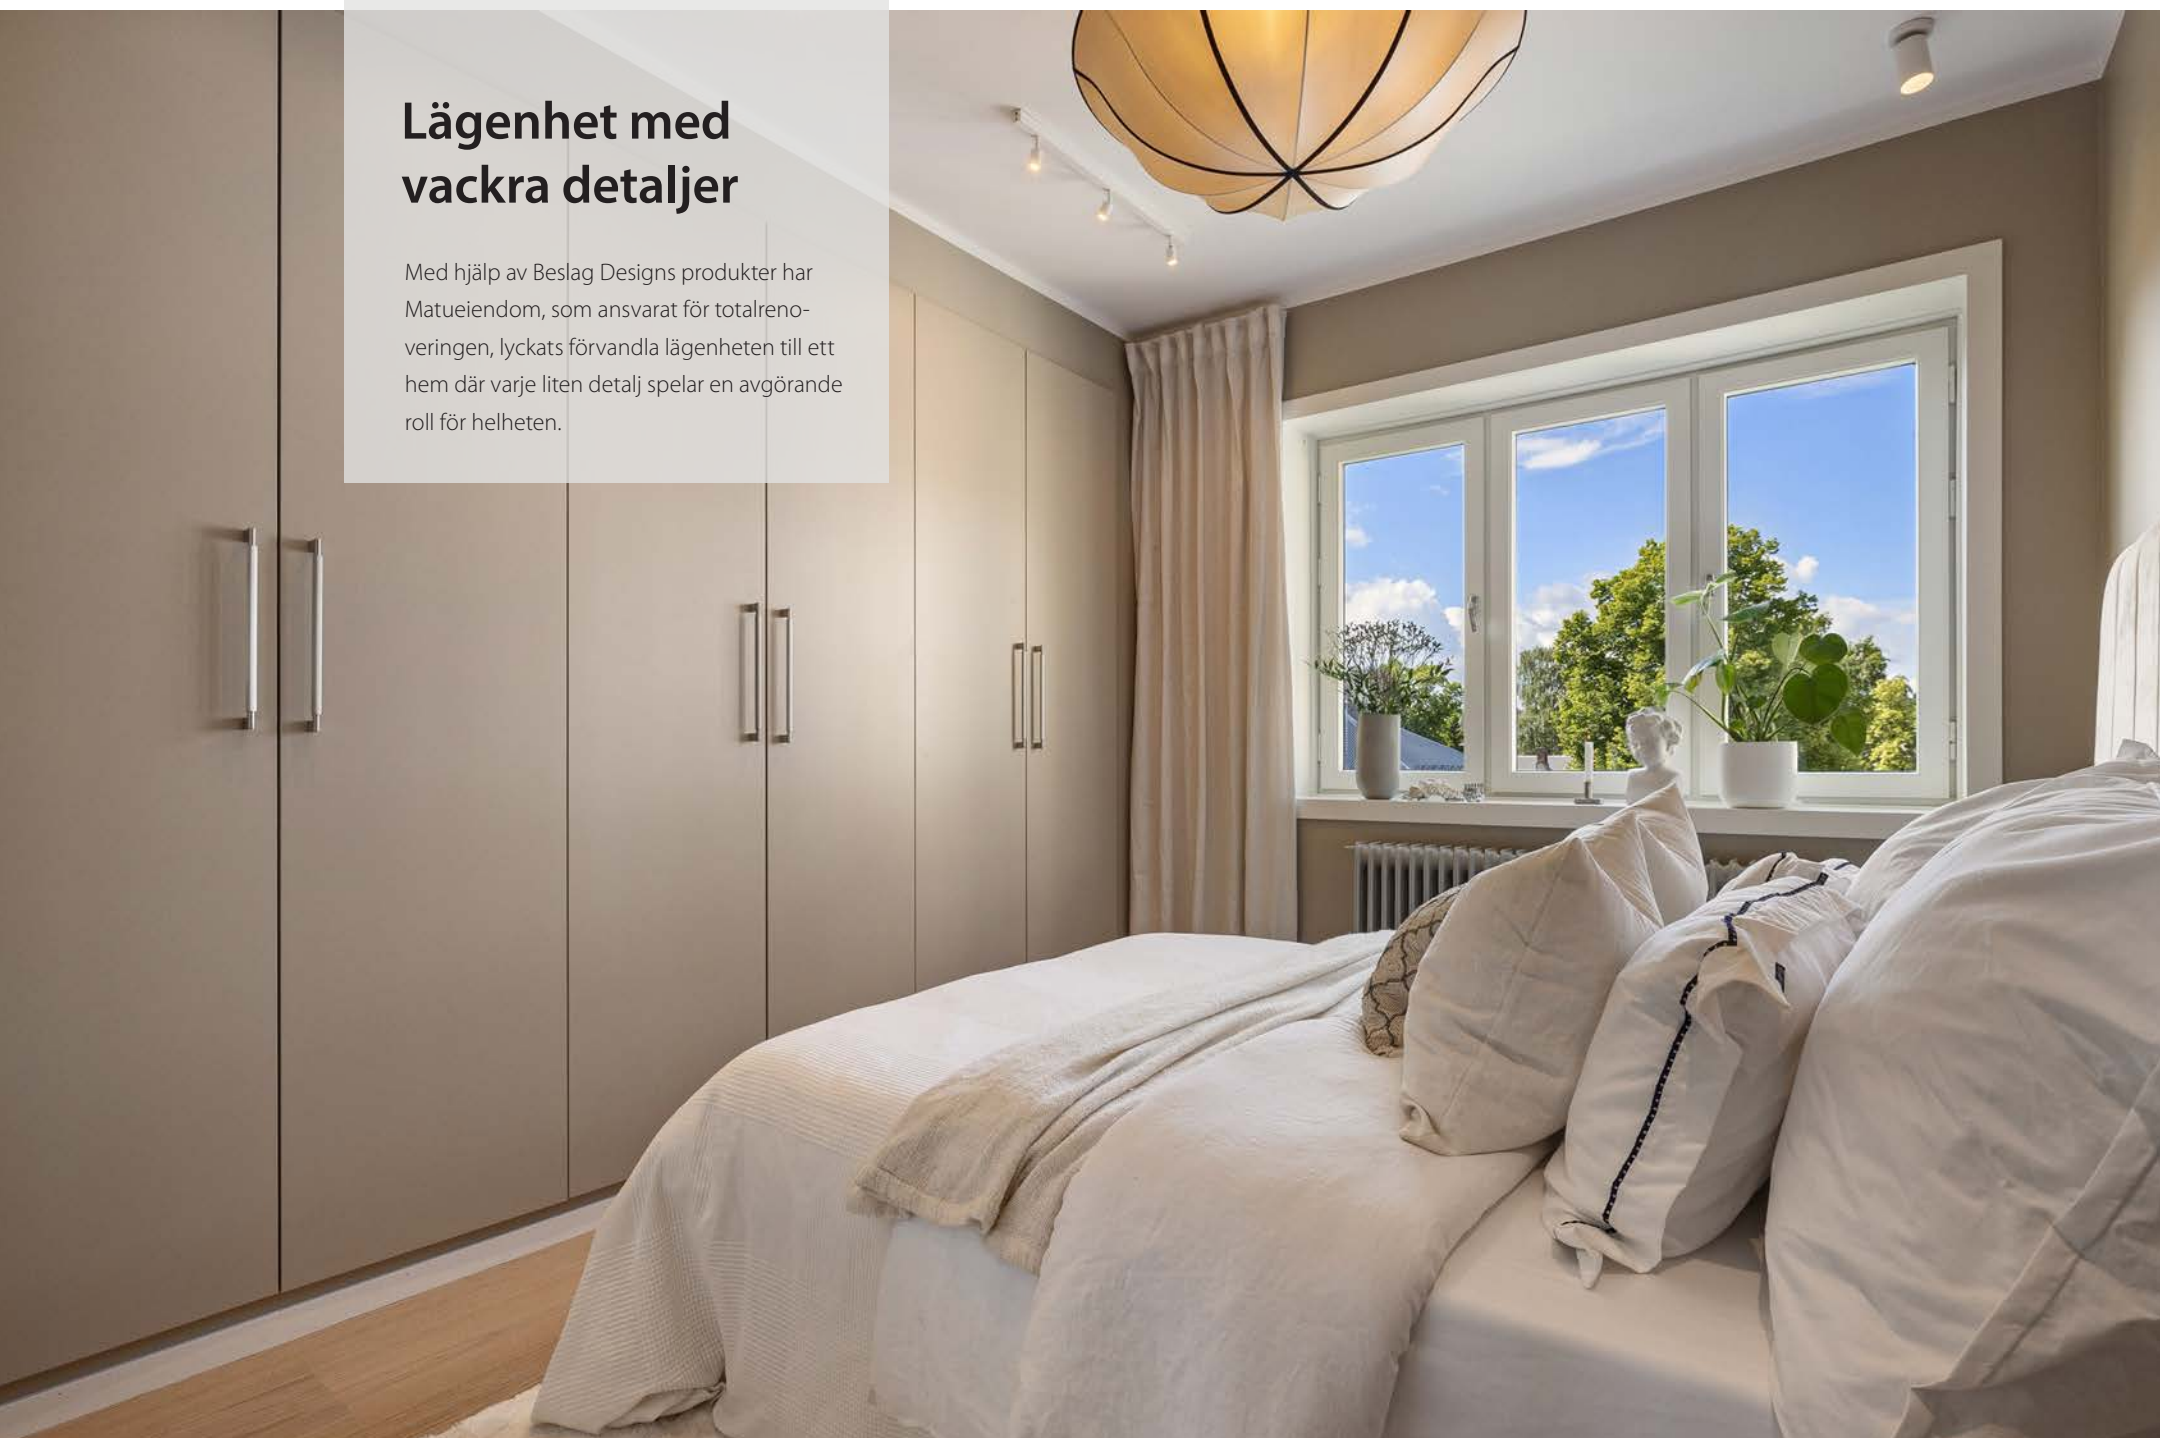 Lägenhet med
vackra detaljer
Med hjälp av Beslag Designs produkter har
Matueiendom, som ansvarat för totalreno-
veringen, lyckats förvandla lägenheten till ett
hem där varje liten detalj spelar en avgörande
roll för helheten.